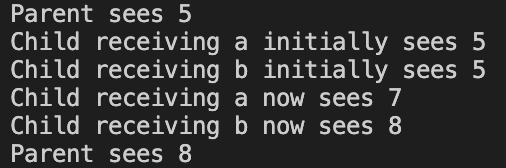 Parent sees 5
Child receiving a initially sees 5
Child receiving b initially sees 5
Child receiving a now sees 7
Child receiving b now sees 8
Parent sees 8